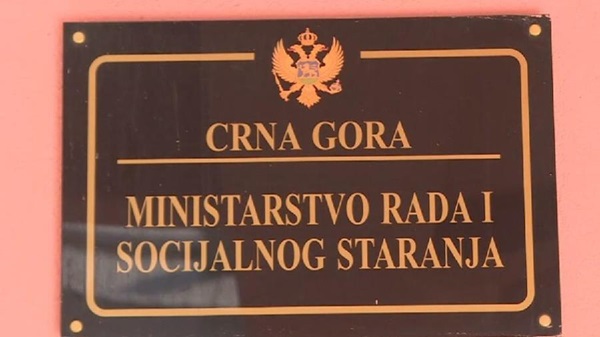 CRNA GORA
MINISTARSTVO RADA I
SOCIJALNOG STARANJA